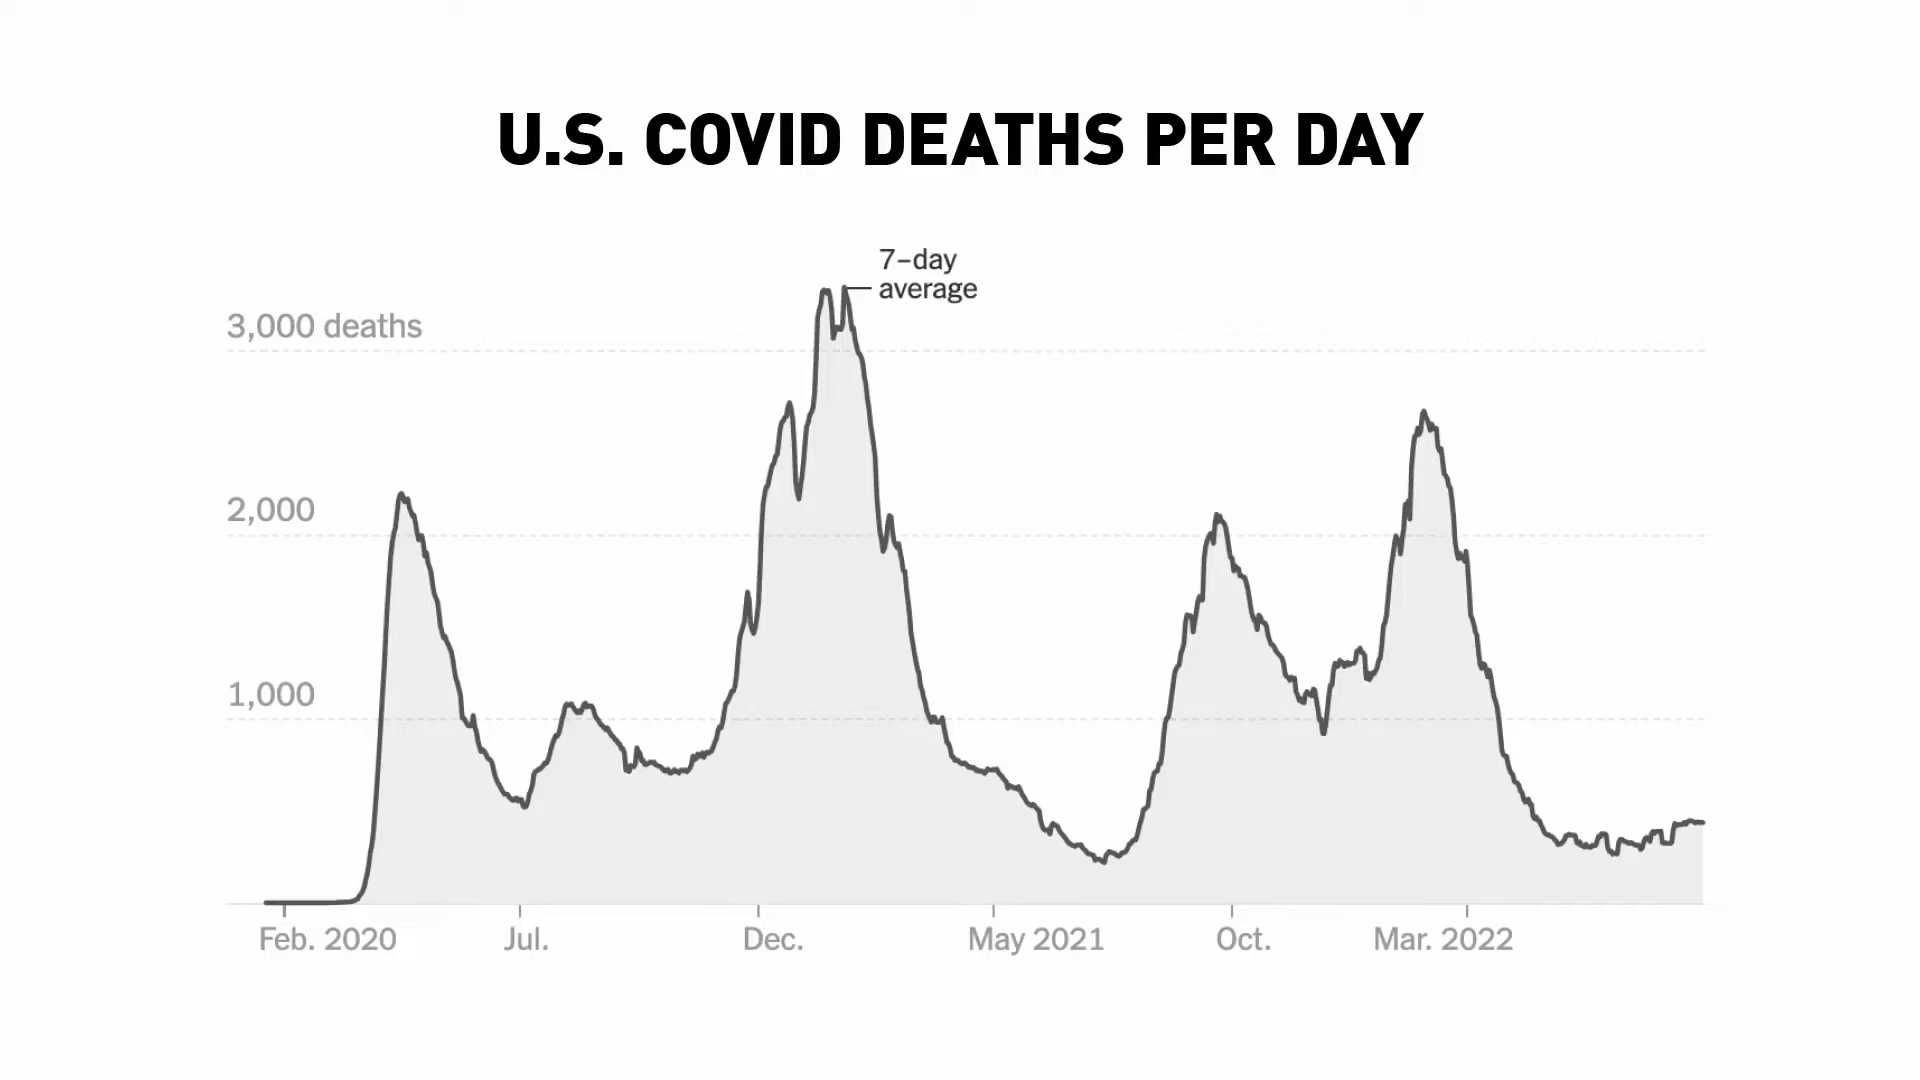 U.S. COVID DEATHS PER DAY
7-day
average
3,000 deaths
2,000
1,000
Feb. 2020
Jul.
Dec.
May 2021
Oct.
Mar. 2022